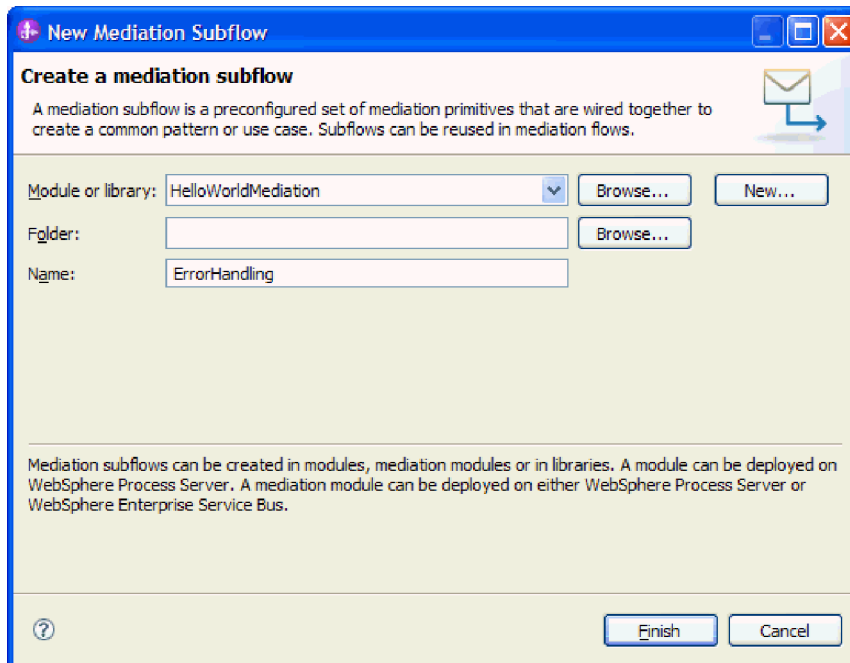 New Mediation Subflow
Create a mediation subflow
A mediation subflow is a preconfigured set of mediation primitives that are wired together to
create a common pattern or use case. Subflows can be reused in mediation flows.
Module or library: HelloWorldMediation Browse... New...
Folder: Browse...
Name: ErrorHandling
Mediation subflows can be created in modules, mediation modules or in libraries. A module can be deployed on
WebSphere Process Server. A mediation module can be deployed on either WebSphere Process Server or
WebSphere Enterprise Service Bus.
? Finish Cancel